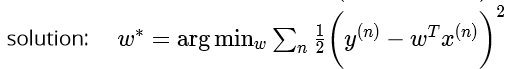 solution: w* = arg min_w ∑_n 1/2 (y^(n) − w^T x^(n))^2